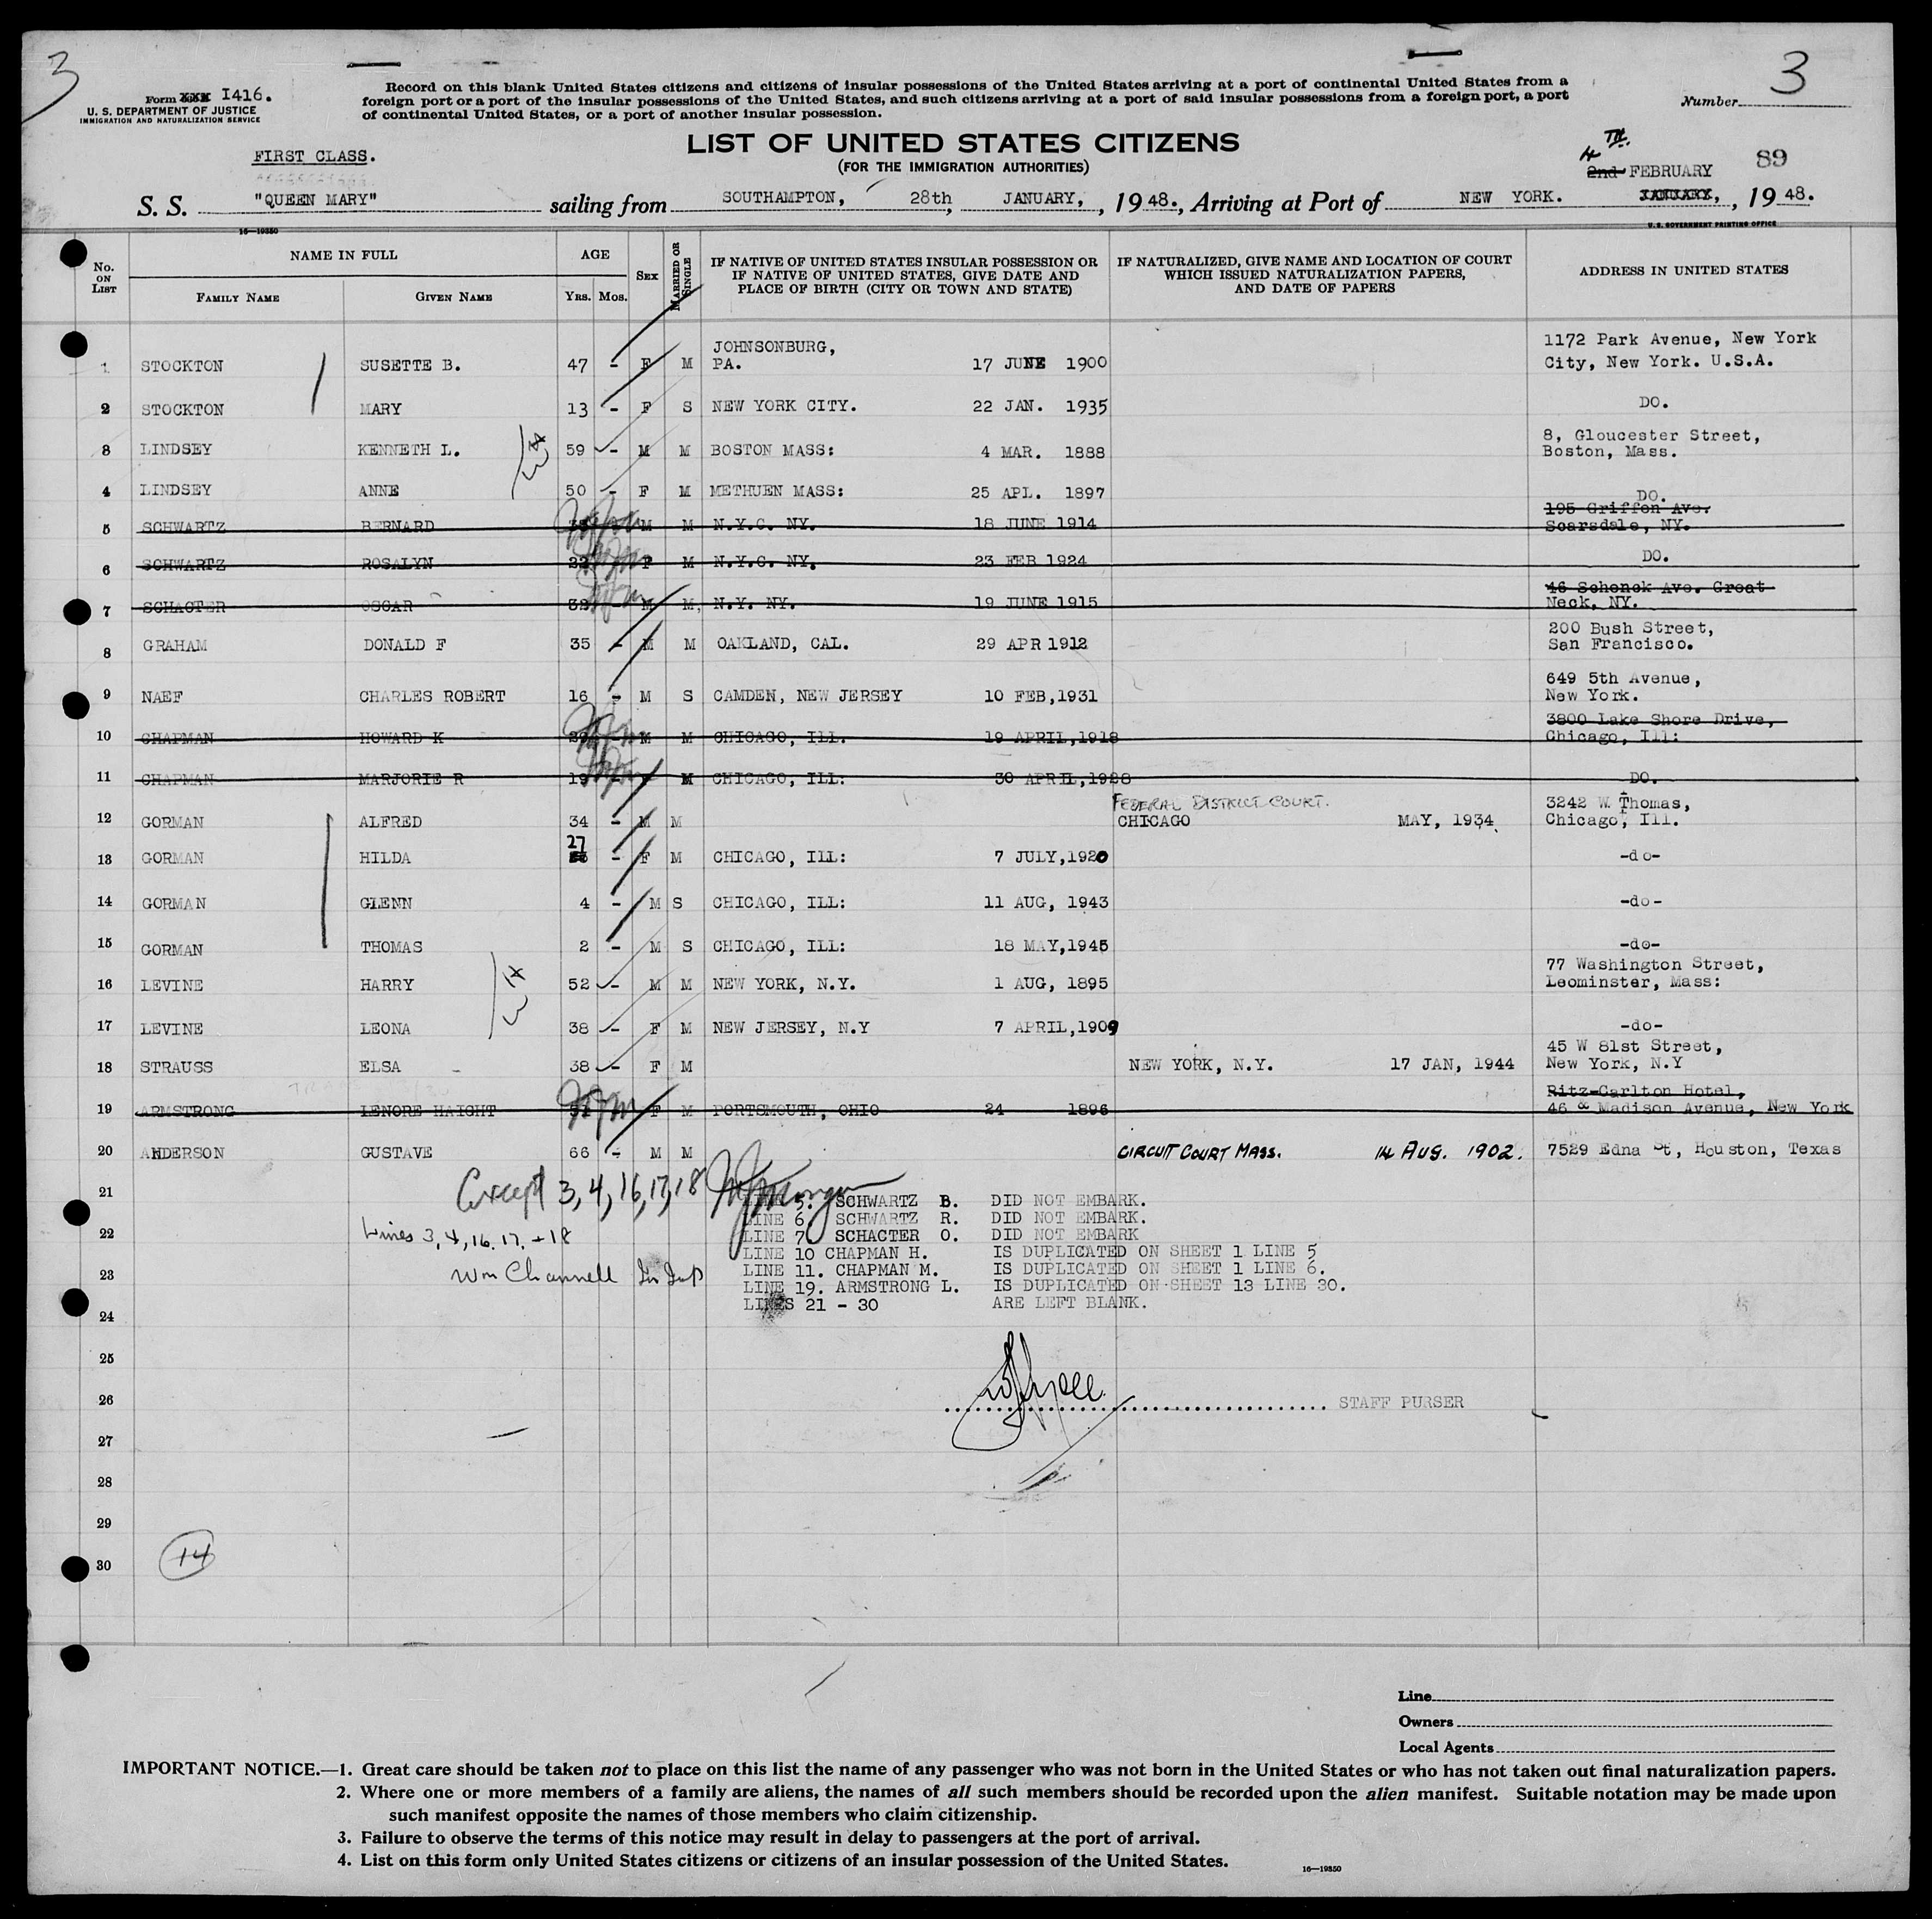 3
Form I416.
U. S. DEPARTMENT OF JUSTICE
IMMIGRATION AND NATURALIZATION SERVICE
Record on this blank United States citizens and citizens of insular possessions of the United States arriving at a port of continental United States from a
foreign port or a port of the insular possessions of the United States, and such citizens arriving at a port of said insular possessions from a foreign port, a port
of continental United States, or a port of another insular possession.
Number 3
LIST OF UNITED STATES CITIZENS
(FOR THE IMMIGRATION AUTHORITIES)
FIRST CLASS.
4 TH.
2nd FEBRUARY 89
S. S. "QUEEN MARY" sailing from SOUTHAMPTON, 28th, JANUARY, , 19 48., Arriving at Port of NEW YORK. JANUARY, , 19 48.
16—19350
U. S. GOVERNMENT PRINTING OFFICE
No. ON LIST
NAME IN FULL
FAMILY NAME GIVEN NAME
AGE
YRS. MOS.
SEX
MARRIED OR SINGLE
IF NATIVE OF UNITED STATES INSULAR POSSESSION OR
IF NATIVE OF UNITED STATES, GIVE DATE AND
PLACE OF BIRTH (CITY OR TOWN AND STATE)
IF NATURALIZED, GIVE NAME AND LOCATION OF COURT
WHICH ISSUED NATURALIZATION PAPERS,
AND DATE OF PAPERS
ADDRESS IN UNITED STATES
JOHNSONBURG, 1172 Park Avenue, New York
1 STOCKTON SUSETTE B. 47 - F M PA. 17 JUNE 1900 City, New York. U.S.A.
2 STOCKTON MARY 13 - F S NEW YORK CITY. 22 JAN. 1935 DO.
8, Gloucester Street,
3 LINDSEY KENNETH L. 59 - M M BOSTON MASS: 4 MAR. 1888 Boston, Mass.
4 LINDSEY ANNE 50 - F M METHUEN MASS: 25 APL. 1897 DO.
195 Griffen Ave.
5 SCHWARTZ BERNARD M M N.Y.C. NY. 18 JUNE 1914 Scarsdale, NY.
6 SCHWARTZ ROSALYN F M N.Y.C. NY. 23 FEB 1924 DO.
46 Schenck Ave. Great
7 SCHACTER OSCAR 32 - M M, N.Y. NY. 19 JUNE 1915 Neck, NY.
200 Bush Street,
8 GRAHAM DONALD F 35 - M M OAKLAND, CAL. 29 APR 1912 San Francisco.
649 5th Avenue,
9 NAEF CHARLES ROBERT 16 - M S CAMDEN, NEW JERSEY 10 FEB,1931 New York.
3800 Lake Shore Drive,
10 CHAPMAN HOWARD K M M CHICAGO, ILL. 19 APRIL,1918 Chicago, Ill:
11 CHAPMAN MARJORIE R 19 - F M CHICAGO, ILL: 30 APRIL,1928 DO.
FEDERAL DISTRICT COURT. 3242 W. Thomas,
12 GORMAN ALFRED 34 - M M CHICAGO MAY, 1934. Chicago, Ill.
13 GORMAN HILDA 27 - F M CHICAGO, ILL: 7 JULY,1920 -do-
14 GORMAN GLENN 4 - M S CHICAGO, ILL: 11 AUG, 1943 -do-
15 GORMAN THOMAS 2 - M S CHICAGO, ILL: 18 MAY,1945 -do-
77 Washington Street,
16 LEVINE HARRY 52 - M M NEW YORK, N.Y. 1 AUG, 1895 Leominster, Mass:
17 LEVINE LEONA 38 - F M NEW JERSEY, N.Y 7 APRIL,1909 -do-
45 W 81st Street,
18 STRAUSS ELSA 38 - F M NEW YORK, N.Y. 17 JAN, 1944 New York, N.Y
Ritz-Carlton Hotel,
19 ARMSTRONG LENORE HAIGHT F M PORTSMOUTH, OHIO 24 1896 46 & Madison Avenue, New York
20 ANDERSON GUSTAVE 66 - M M CIRCUIT COURT MASS. 14 AUG. 1902. 7529 Edna St, Houston, Texas
Except 3, 4, 16, 17, 18
21 LINE 5. SCHWARTZ B. DID NOT EMBARK.
LINE 6. SCHWARTZ R. DID NOT EMBARK.
22 Lines 3, 4, 16. 17. + 18 LINE 7. SCHACTER O. DID NOT EMBARK
LINE 10 CHAPMAN H. IS DUPLICATED ON SHEET 1 LINE 5
23 Wm Channell LINE 11. CHAPMAN M. IS DUPLICATED ON SHEET 1 LINE 6.
LINE 19. ARMSTRONG L. IS DUPLICATED ON SHEET 13 LINE 30.
24 LINES 21 - 30 ARE LEFT BLANK.
25
26 STAFF PURSER
27
28
29
30 14
Line
Owners
Local Agents
IMPORTANT NOTICE.—1. Great care should be taken not to place on this list the name of any passenger who was not born in the United States or who has not taken out final naturalization papers.
2. Where one or more members of a family are aliens, the names of all such members should be recorded upon the alien manifest. Suitable notation may be made upon
such manifest opposite the names of those members who claim citizenship.
3. Failure to observe the terms of this notice may result in delay to passengers at the port of arrival.
4. List on this form only United States citizens or citizens of an insular possession of the United States.
16—19350